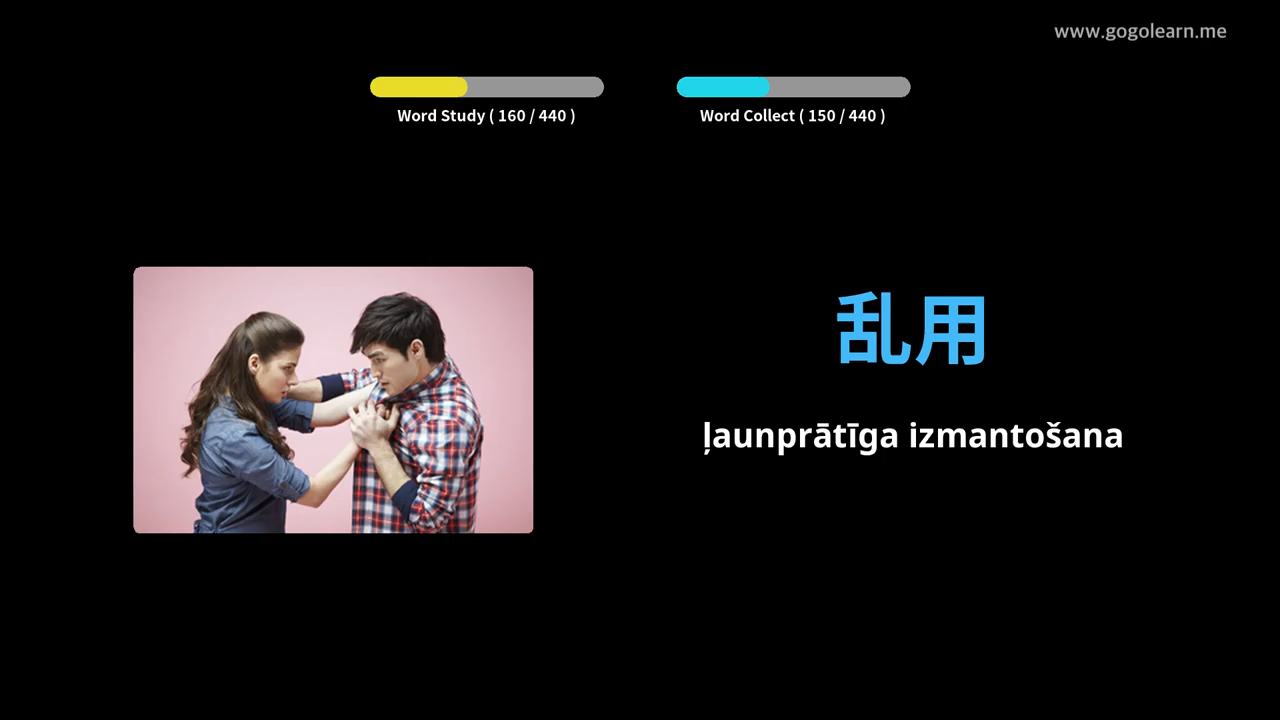 www.gogolearn.me
Word Study ( 160 / 440 )
Word Collect ( 150 / 440 )
乱用
ļaunprātīga izmantošana